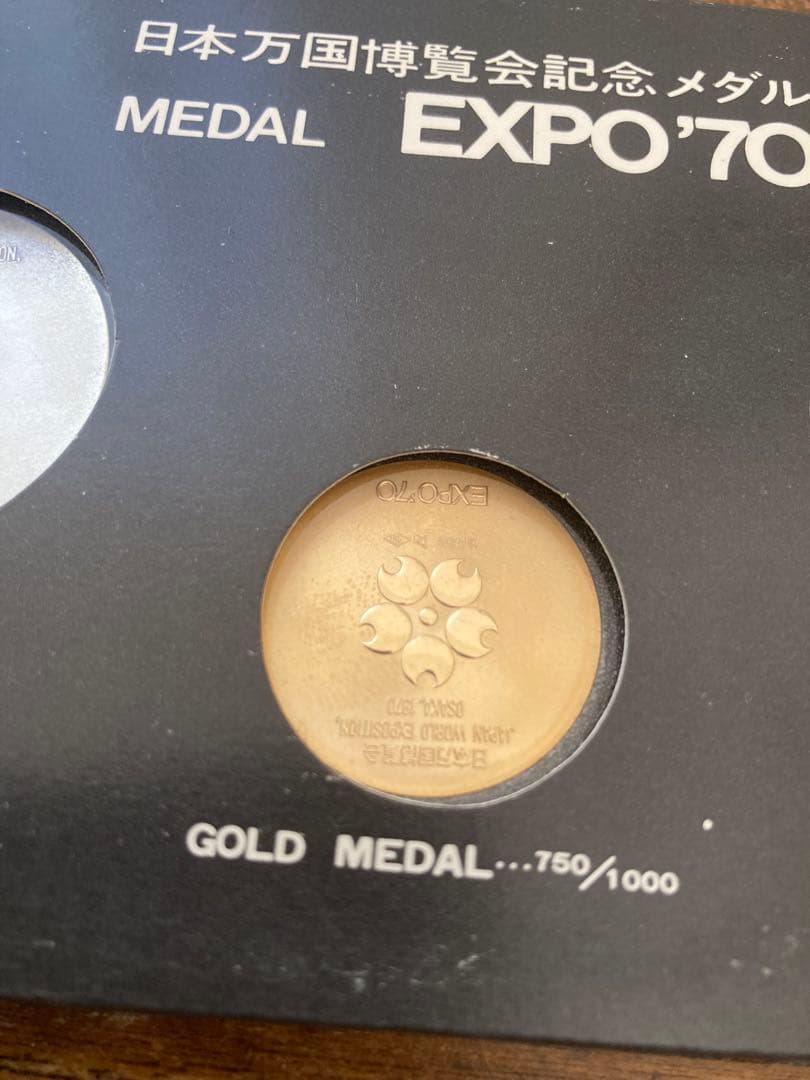 日本万国博覧会記念メダル
MEDAL EXPO'70
ON.
EXPO'70
日本万国博覧会
JAPAN WORLD EXPOSITION,
OSAKA, 1970
GOLD MEDAL...750/1000